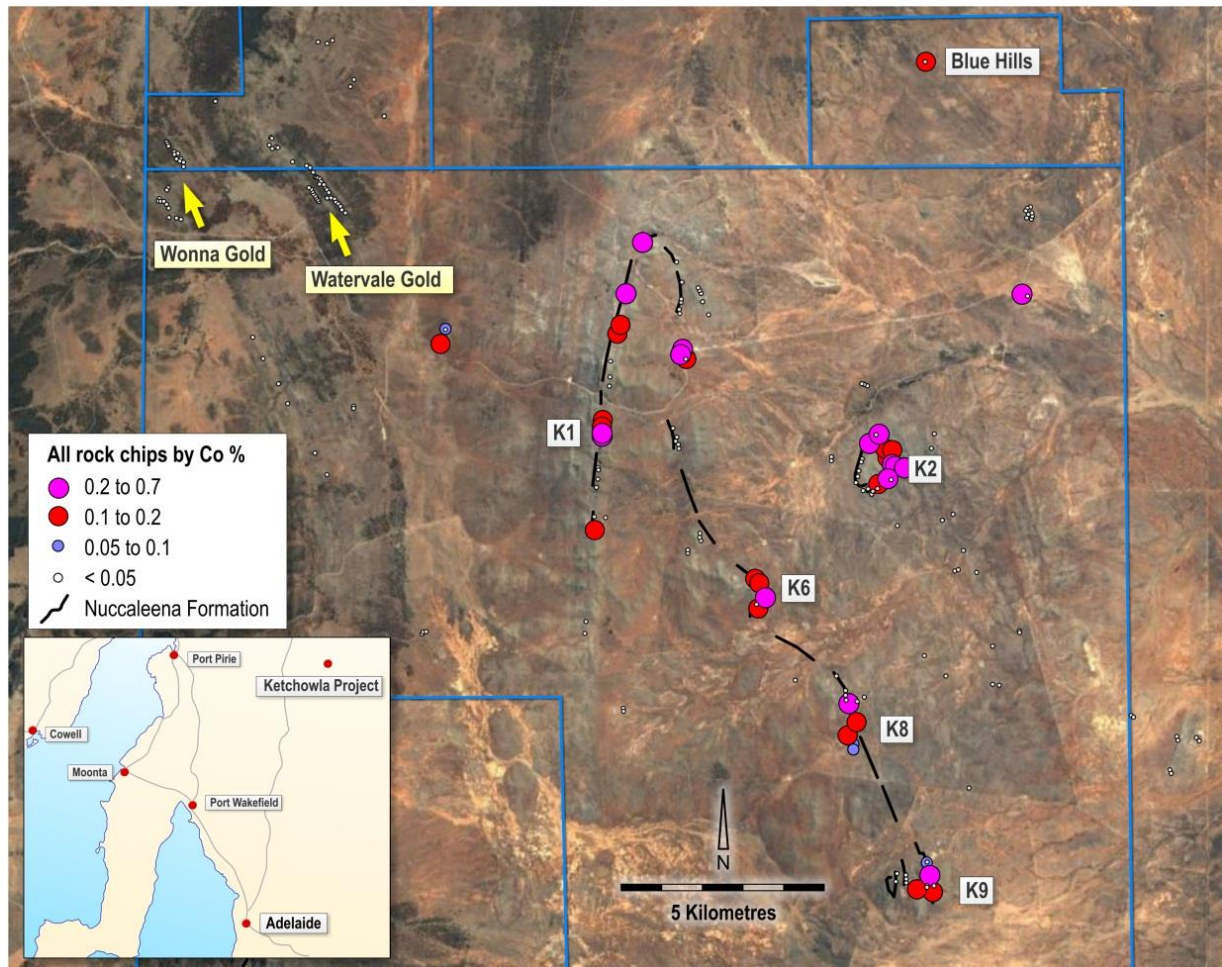 Blue Hills
Wonna Gold
Watervale Gold
K1
K2
All rock chips by Co %
0.2 to 0.7
0.1 to 0.2
0.05 to 0.1
< 0.05
Nuccaleena Formation
K6
Port Pirie
Ketchowla Project
Cowell
K8
Moonta
Port Wakefield
N
K9
5 Kilometres
Adelaide